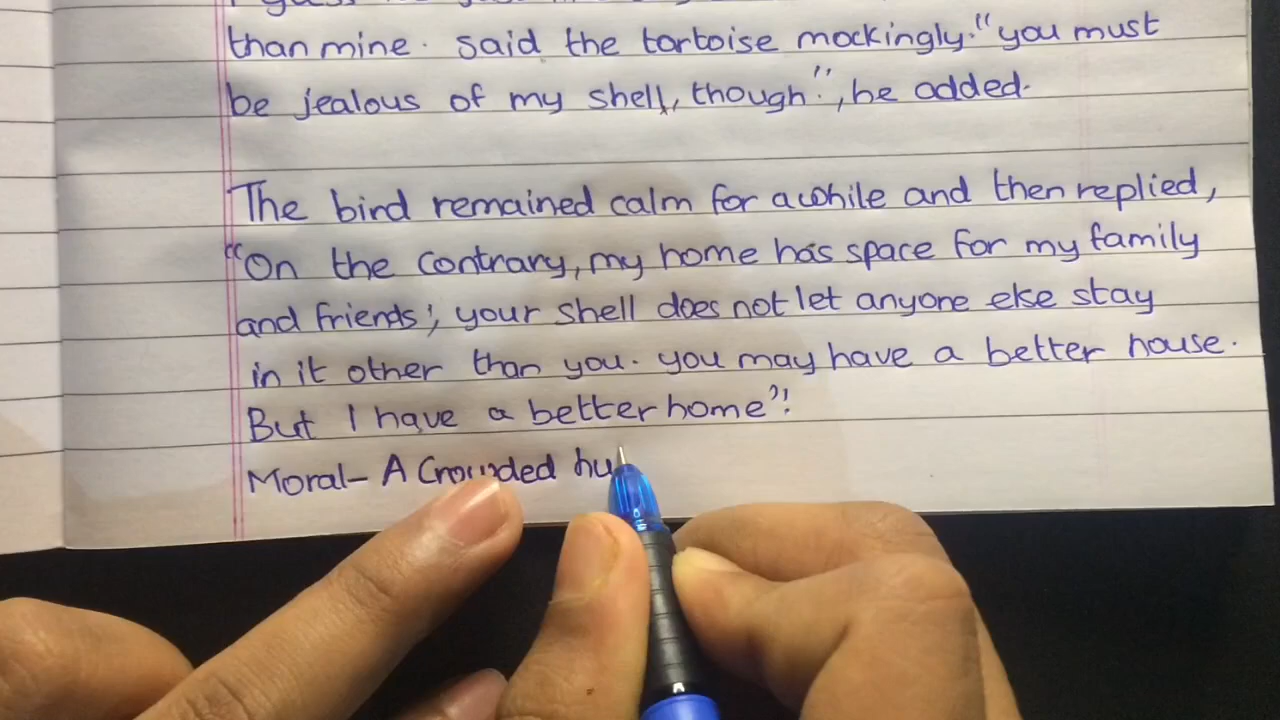 than mine. said the tortoise mockingly."you must
be jealous of my shell, though!", he added.
The bird remained calm for awhile and then replied,
"On the contrary, my home has space for my family
and friends; your shell does not let anyone else stay
in it other than you. you may have a better house.
But I have a better home"!
Moral- A Crowded hu